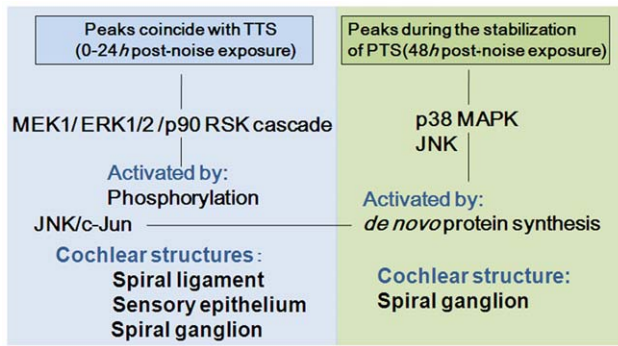 Peaks coincide with TTS
(0-24h post-noise exposure)
MEK1/ ERK1/2 /p90 RSK cascade
Activated by:
Phosphorylation
JNK/c-Jun
Cochlear structures:
Spiral ligament
Sensory epithelium
Spiral ganglion
Peaks during the stabilization
of PTS(48h post-noise exposure)
p38 MAPK
JNK
Activated by:
de novo protein synthesis
Cochlear structure:
Spiral ganglion